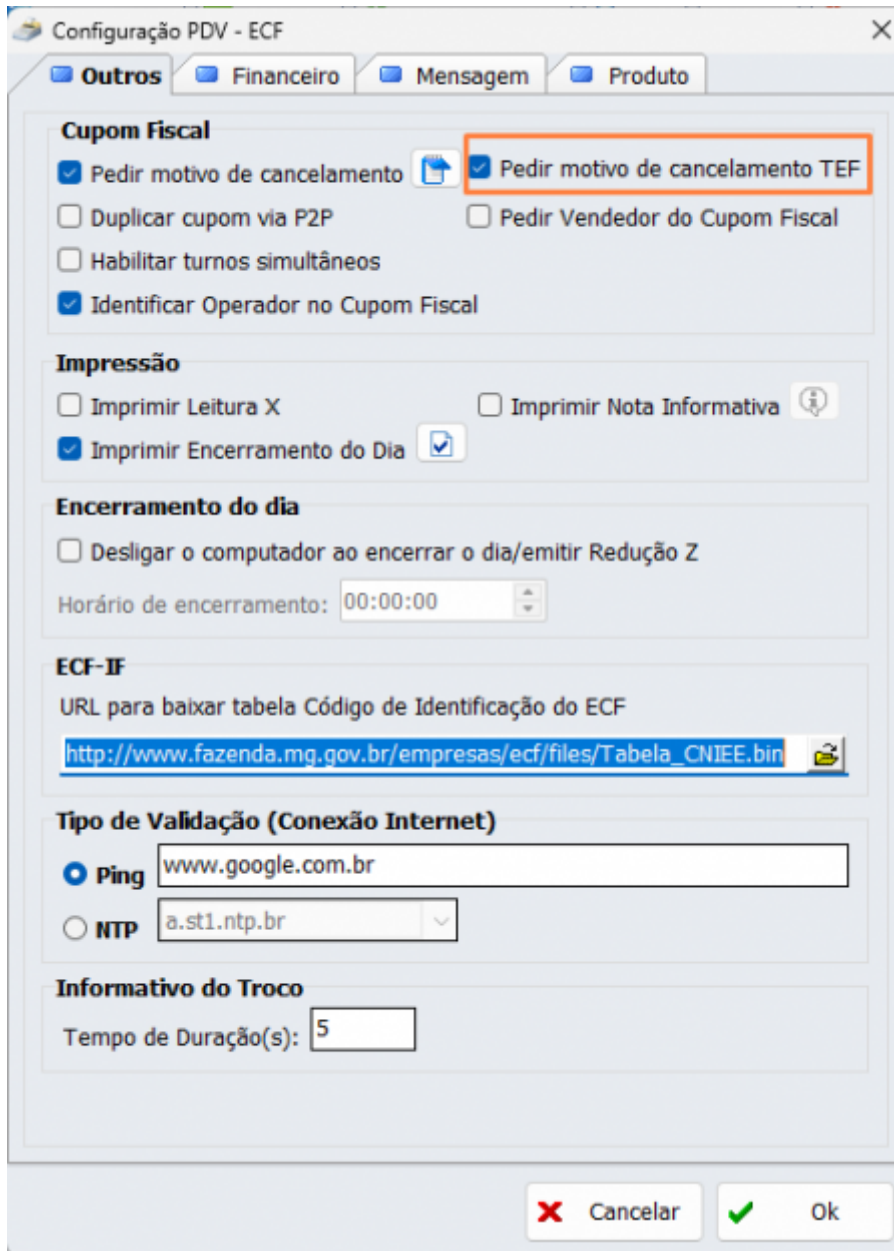 Configuração PDV - ECF
Outros Financeiro Mensagem Produto
Cupom Fiscal
Pedir motivo de cancelamento Pedir motivo de cancelamento TEF
Duplicar cupom via P2P Pedir Vendedor do Cupom Fiscal
Habilitar turnos simultâneos
Identificar Operador no Cupom Fiscal
Impressão
Imprimir Leitura X Imprimir Nota Informativa
Imprimir Encerramento do Dia
Encerramento do dia
Desligar o computador ao encerrar o dia/emitir Redução Z
Horário de encerramento: 00:00:00
ECF-IF
URL para baixar tabela Código de Identificação do ECF
http://www.fazenda.mg.gov.br/empresas/ecf/files/Tabela_CNIEE.bin
Tipo de Validação (Conexão Internet)
Ping www.google.com.br
NTP a.st1.ntp.br
Informativo do Troco
Tempo de Duração(s): 5
Cancelar Ok